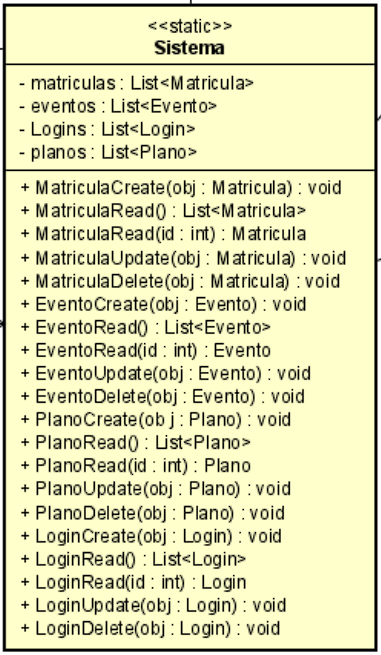 <<static>>
Sistema
- matriculas : List<Matricula>
- eventos : List<Evento>
- Logins : List<Login>
- planos : List<Plano>
+ MatriculaCreate(obj : Matricula) : void
+ MatriculaRead() : List<Matricula>
+ MatriculaRead(id : int) : Matricula
+ MatriculaUpdate(obj : Matricula) : void
+ MatriculaDelete(obj : Matricula) : void
+ EventoCreate(obj : Evento) : void
+ EventoRead() : List<Evento>
+ EventoRead(id : int) : Evento
+ EventoUpdate(obj : Evento) : void
+ EventoDelete(obj : Evento) : void
+ PlanoCreate(ob j : Plano) : void
+ PlanoRead() : List<Plano>
+ PlanoRead(id : int) : Plano
+ PlanoUpdate(obj : Plano) : void
+ PlanoDelete(obj : Plano) : void
+ LoginCreate(obj : Login) : void
+ LoginRead() : List<Login>
+ LoginRead(id : int) : Login
+ LoginUpdate(obj : Login) : void
+ LoginDelete(obj : Login) : void